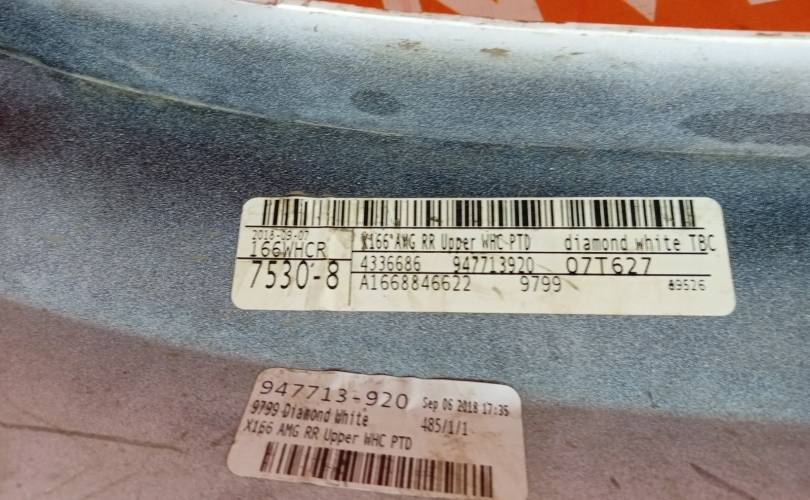 2018-09-07
166WHCR
7530-8
X166 AMG RR Upper WHC PTD diamond white TBC
4336686 947713920 Q7T627
A1668846622 9799 89526
947713-920 Sep 06 2018 17:35
9799 Diamond White 485/1/1
X166 AMG RR Upper WHC PTD